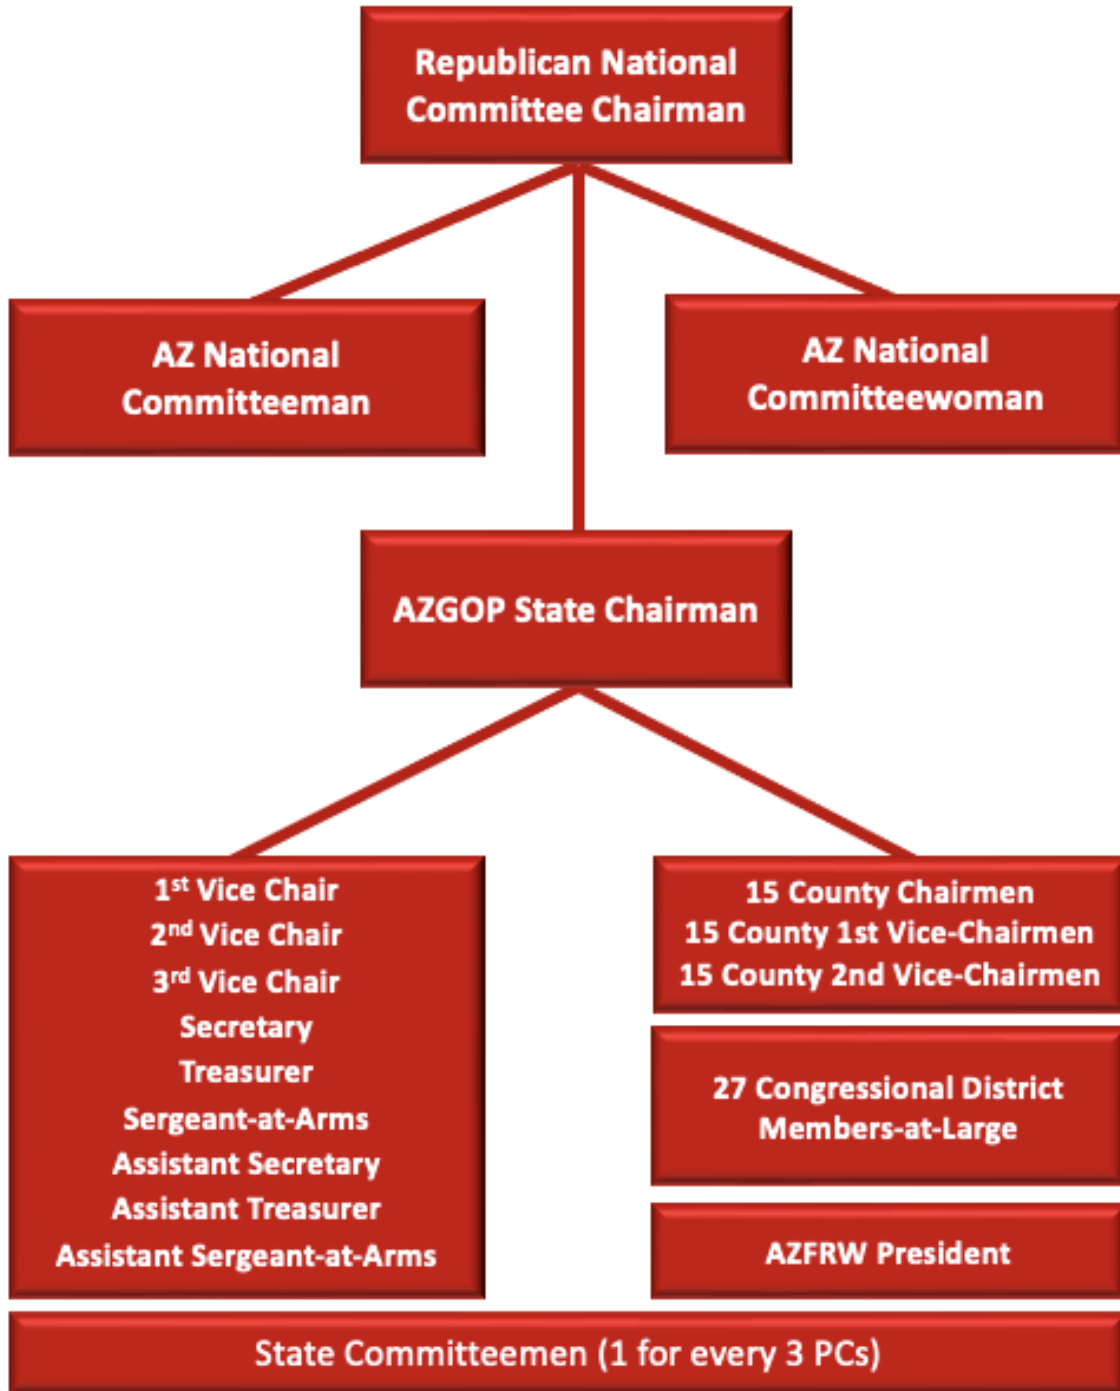 Republican National
Committee Chairman
AZ National
Committeeman
AZ National
Committeewoman
AZGOP State Chairman
1st Vice Chair
2nd Vice Chair
3rd Vice Chair
Secretary
Treasurer
Sergeant-at-Arms
Assistant Secretary
Assistant Treasurer
Assistant Sergeant-at-Arms
15 County Chairmen
15 County 1st Vice-Chairmen
15 County 2nd Vice-Chairmen
27 Congressional District
Members-at-Large
AZFRW President
State Committeemen (1 for every 3 PCs)